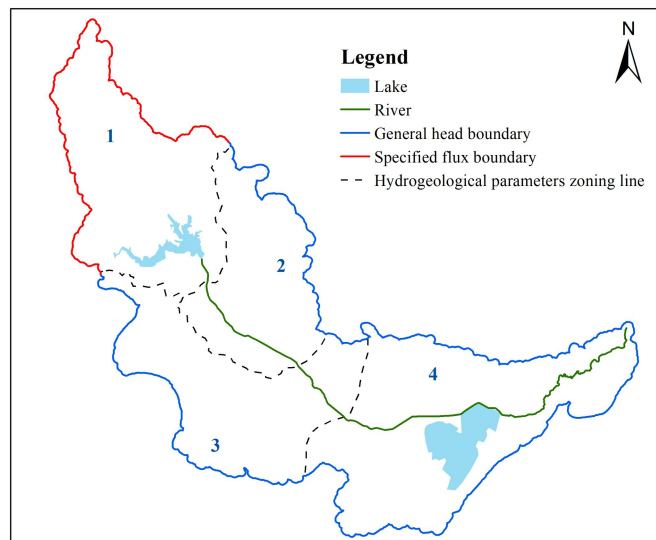 N
Legend
Lake
River
General head boundary
Specified flux boundary
Hydrogeological parameters zoning line
1
2
4
3